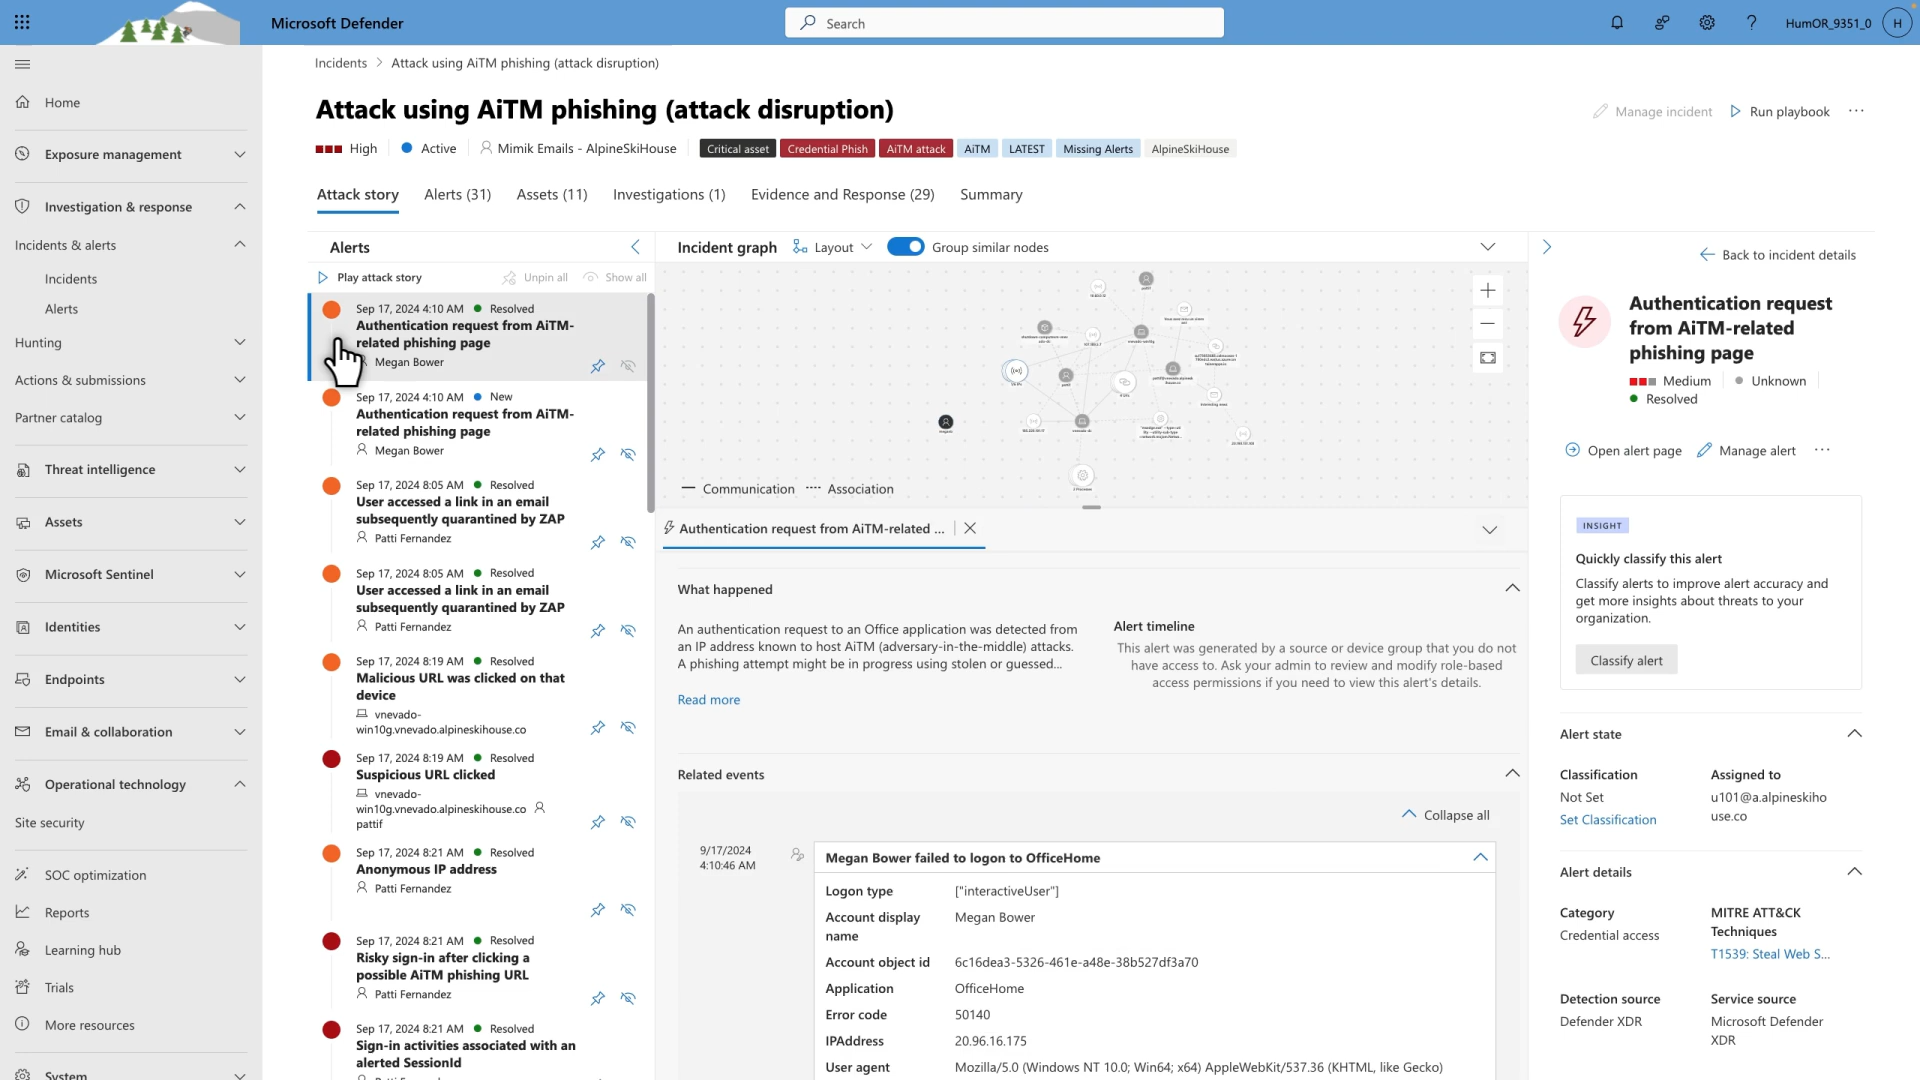 Microsoft Defender
Search
HumOR_9351_0
H
Incidents > Attack using AiTM phishing (attack disruption)
Attack using AiTM phishing (attack disruption)
Manage incident
Run playbook
High
Active
Mimik Emails - AlpineSkiHouse
Critical asset
Credential Phish
AiTM attack
AiTM
LATEST
Missing Alerts
AlpineSkiHouse
Attack story
Alerts (31)
Assets (11)
Investigations (1)
Evidence and Response (29)
Summary
Home
Exposure management
Investigation & response
Incidents & alerts
Incidents
Alerts
Hunting
Actions & submissions
Partner catalog
Threat intelligence
Assets
Microsoft Sentinel
Identities
Endpoints
Email & collaboration
Operational technology
Site security
SOC optimization
Reports
Learning hub
Trials
More resources
System
Alerts
Play attack story
Unpin all
Show all
Sep 17, 2024 4:10 AM Resolved
Authentication request from AiTM-
related phishing page
Megan Bower
Sep 17, 2024 4:10 AM New
Authentication request from AiTM-
related phishing page
Megan Bower
Sep 17, 2024 8:05 AM Resolved
User accessed a link in an email
subsequently quarantined by ZAP
Patti Fernandez
Sep 17, 2024 8:05 AM Resolved
User accessed a link in an email
subsequently quarantined by ZAP
Patti Fernandez
Sep 17, 2024 8:19 AM Resolved
Malicious URL was clicked on that
device
vnevado-
win10g.vnevado.alpineskihouse.co
Sep 17, 2024 8:19 AM Resolved
Suspicious URL clicked
vnevado-
win10g.vnevado.alpineskihouse.co
pattif
Sep 17, 2024 8:21 AM Resolved
Anonymous IP address
Patti Fernandez
Sep 17, 2024 8:21 AM Resolved
Risky sign-in after clicking a
possible AiTM phishing URL
Patti Fernandez
Sep 17, 2024 8:21 AM Resolved
Sign-in activities associated with an
alerted SessionId
Incident graph
Layout
Group similar nodes
Communication
Association
Authentication request from AiTM-related ...
What happened
An authentication request to an Office application was detected from
an IP address known to host AiTM (adversary-in-the-middle) attacks.
A phishing attempt might be in progress using stolen or guessed...
Read more
Alert timeline
This alert was generated by a source or device group that you do not
have access to. Ask your admin to review and modify role-based
access permissions if you need to view this alert's details.
Related events
Collapse all
9/17/2024
4:10:46 AM
Megan Bower failed to logon to OfficeHome
Logon type ["interactiveUser"]
Account display
name
Megan Bower
Account object id 6c16dea3-5326-461e-a48e-38b527df3a70
Application OfficeHome
Error code 50140
IPAddress 20.96.16.175
User agent Mozilla/5.0 (Windows NT 10.0; Win64; x64) AppleWebKit/537.36 (KHTML, like Gecko)
Back to incident details
Authentication request
from AiTM-related
phishing page
Medium
Unknown
Resolved
Open alert page
Manage alert
INSIGHT
Quickly classify this alert
Classify alerts to improve alert accuracy and
get more insights about threats to your
organization.
Classify alert
Alert state
Classification
Not Set
Set Classification
Assigned to
u101@a.alpineskiho
use.co
Alert details
Category
Credential access
MITRE ATT&CK
Techniques
T1539: Steal Web S...
Detection source
Defender XDR
Service source
Microsoft Defender
XDR